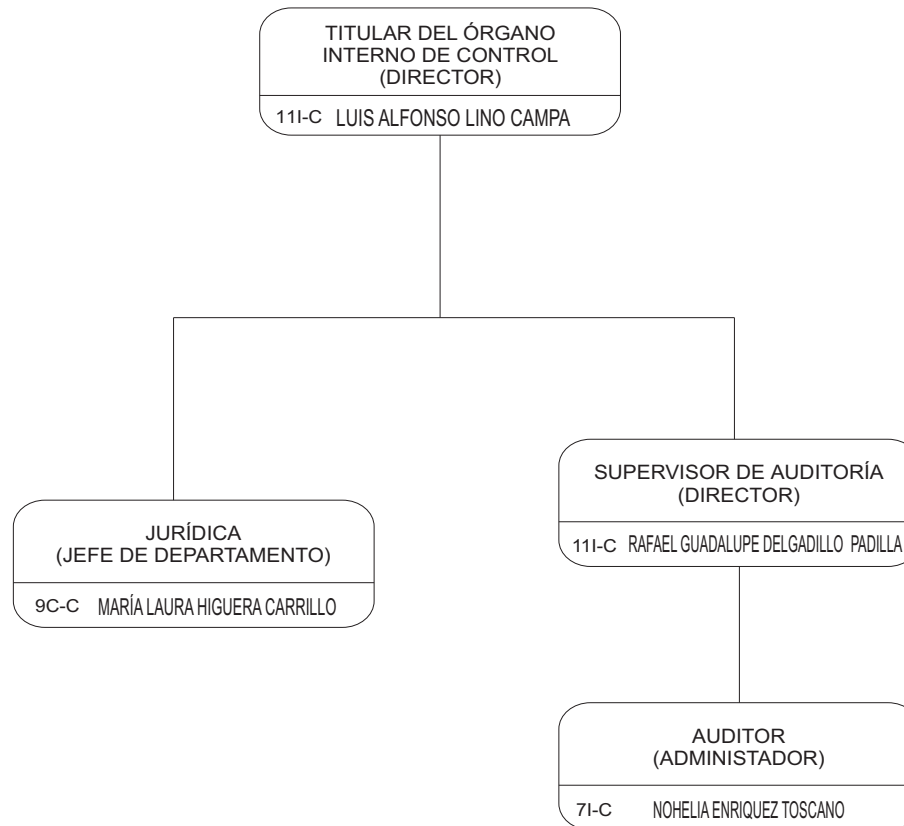 TITULAR DEL ÓRGANO
INTERNO DE CONTROL
(DIRECTOR)
11I-C LUIS ALFONSO LINO CAMPA
SUPERVISOR DE AUDITORÍA
(DIRECTOR)
11I-C RAFAEL GUADALUPE DELGADILLO PADILLA
JURÍDICA
(JEFE DE DEPARTAMENTO)
9C-C MARÍA LAURA HIGUERA CARRILLO
AUDITOR
(ADMINISTADOR)
7I-C NOHELIA ENRIQUEZ TOSCANO